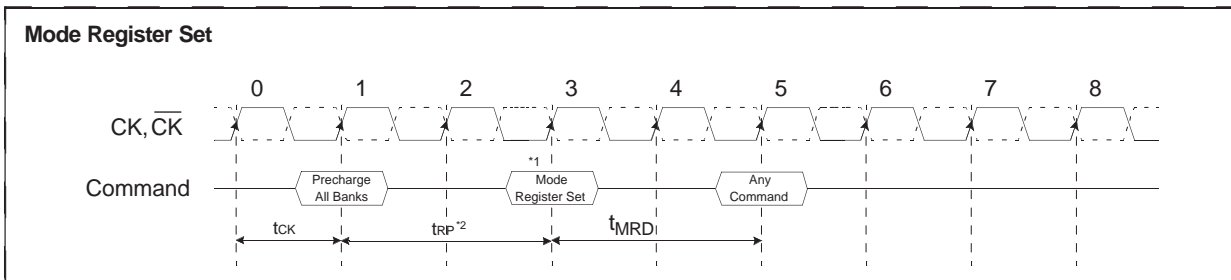 Mode Register Set
0 1 2 3 4 5 6 7 8
CK, CK
*1
Command
Precharge
All Banks
Mode
Register Set
Any
Command
tCK
tRP*2
tMRD